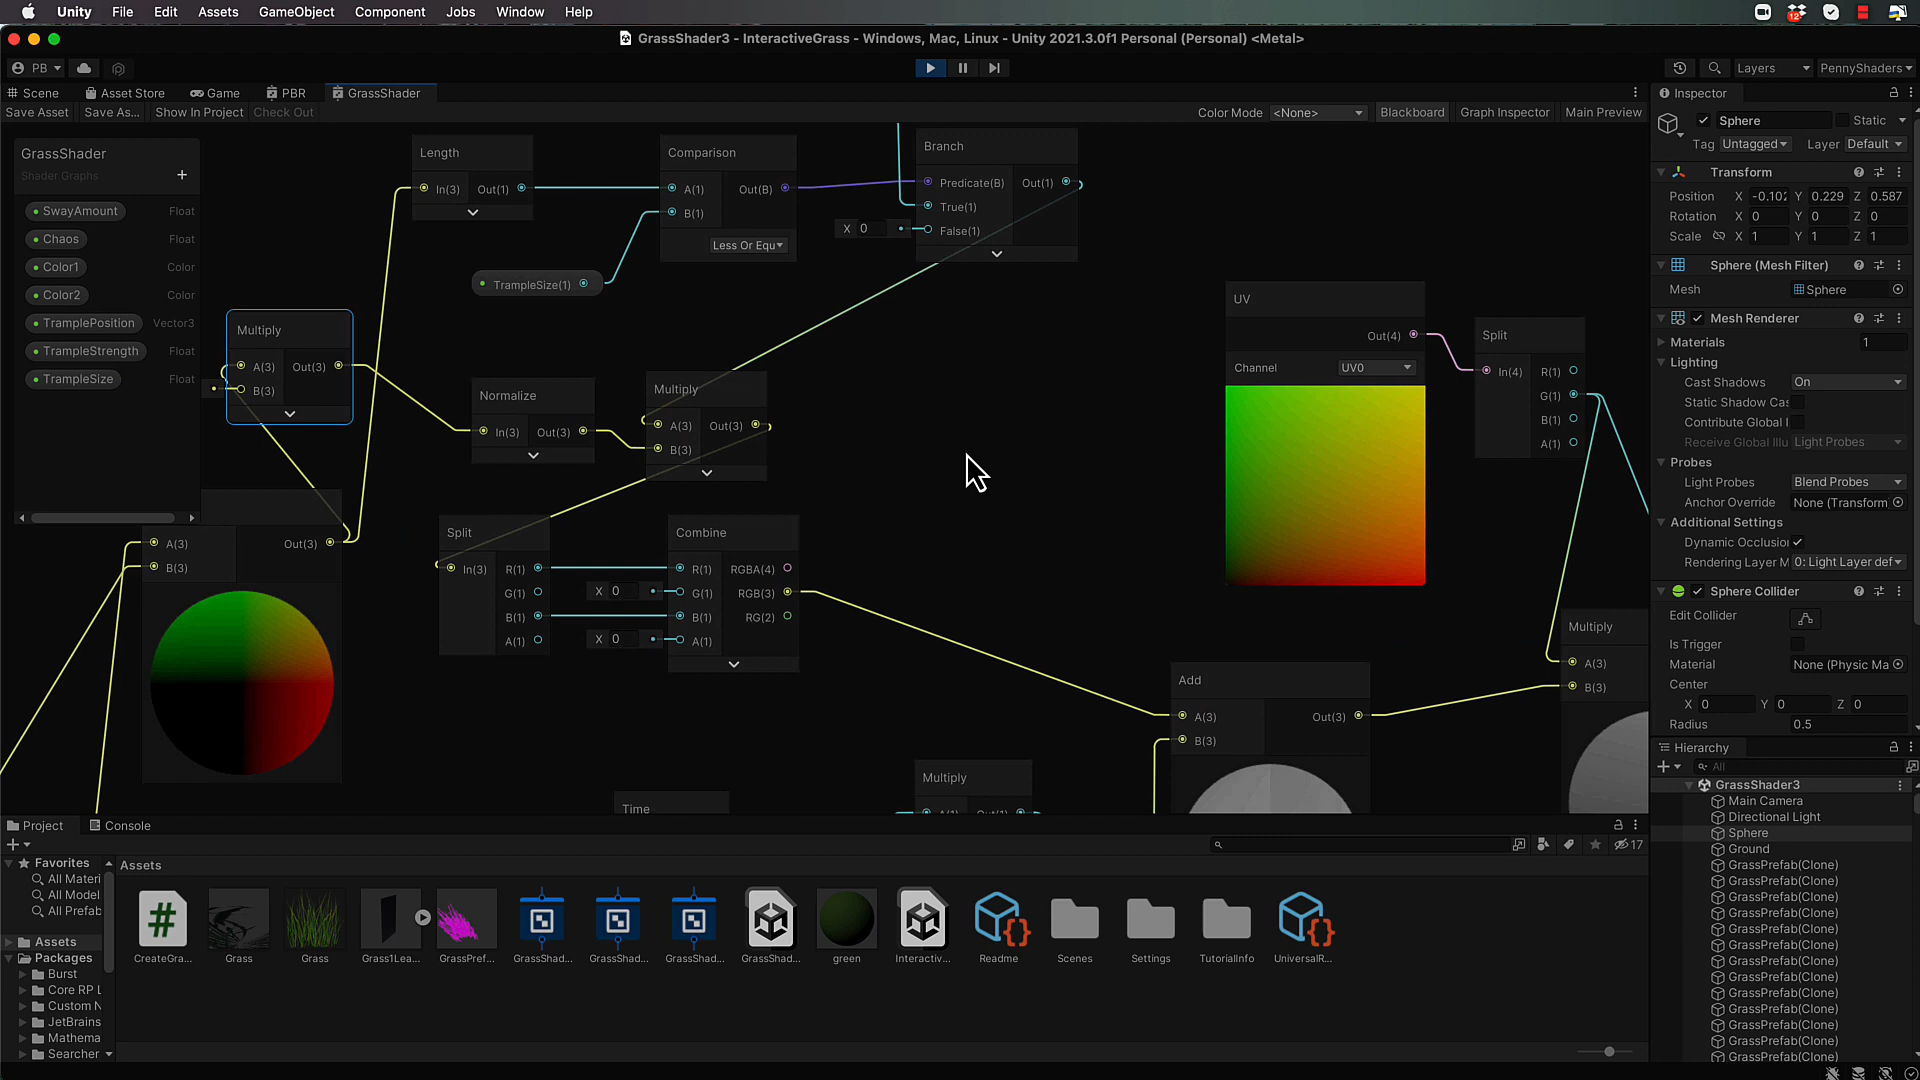 Unity File Edit Assets GameObject Component Jobs Window Help
12
GrassShader3 - InteractiveGrass - Windows, Mac, Linux - Unity 2021.3.0f1 Personal (Personal) <Metal>
PB
Layers PennyShaders
Scene Asset Store Game PBR GrassShader
Save Asset Save As... Show In Project Check Out
Color Mode <None> Blackboard Graph Inspector Main Preview
GrassShader
Shader Graphs
SwayAmount Float
Chaos Float
Color1 Color
Color2 Color
TramplePosition Vector3
TrampleStrength Float
TrampleSize Float
Multiply
A(3) Out(3)
B(3)
A(3) Out(3)
B(3)
Length
In(3) Out(1)
TrampleSize(1)
Comparison
A(1) Out(B)
B(1)
Less Or Equ
Branch
Predicate(B) Out(1)
True(1)
X 0 False(1)
Normalize
In(3) Out(3)
Multiply
A(3) Out(3)
B(3)
Split
In(3) R(1)
G(1)
B(1)
A(1)
Combine
R(1) RGBA(4)
X 0 G(1) RGB(3)
B(1) RG(2)
X 0 A(1)
UV
Out(4)
Channel UV0
Split
In(4) R(1)
G(1)
B(1)
A(1)
Add
A(3) Out(3)
B(3)
Multiply
A(3)
B(3)
Multiply
Time
Inspector
Sphere Static
Tag Untagged Layer Default
Transform
Position X -0.102 Y 0.229 Z 0.587
Rotation X 0 Y 0 Z 0
Scale X 1 Y 1 Z 1
Sphere (Mesh Filter)
Mesh Sphere
Mesh Renderer
Materials 1
Lighting
Cast Shadows On
Static Shadow Cas
Contribute Global I
Receive Global Illu Light Probes
Probes
Light Probes Blend Probes
Anchor Override None (Transform
Additional Settings
Dynamic Occlusion
Rendering Layer M 0: Light Layer def
Sphere Collider
Edit Collider
Is Trigger
Material None (Physic Ma
Center
X 0 Y 0 Z 0
Radius 0.5
Hierarchy
All
GrassShader3
Main Camera
Directional Light
Sphere
Ground
GrassPrefab(Clone)
GrassPrefab(Clone)
GrassPrefab(Clone)
GrassPrefab(Clone)
GrassPrefab(Clone)
GrassPrefab(Clone)
GrassPrefab(Clone)
GrassPrefab(Clone)
GrassPrefab(Clone)
GrassPrefab(Clone)
GrassPrefab(Clone)
GrassPrefab(Clone)
GrassPrefab(Clone)
Project Console
17
Favorites
All Materi
All Model
All Prefab
Assets
Packages
Burst
Core RP L
Custom N
JetBrains
Mathema
Searcher
Assets
CreateGra... Grass Grass Grass1Lea... GrassPref... GrassShad... GrassShad... GrassShad... GrassShad... green Interactiv... Readme Scenes Settings TutorialInfo UniversalR...